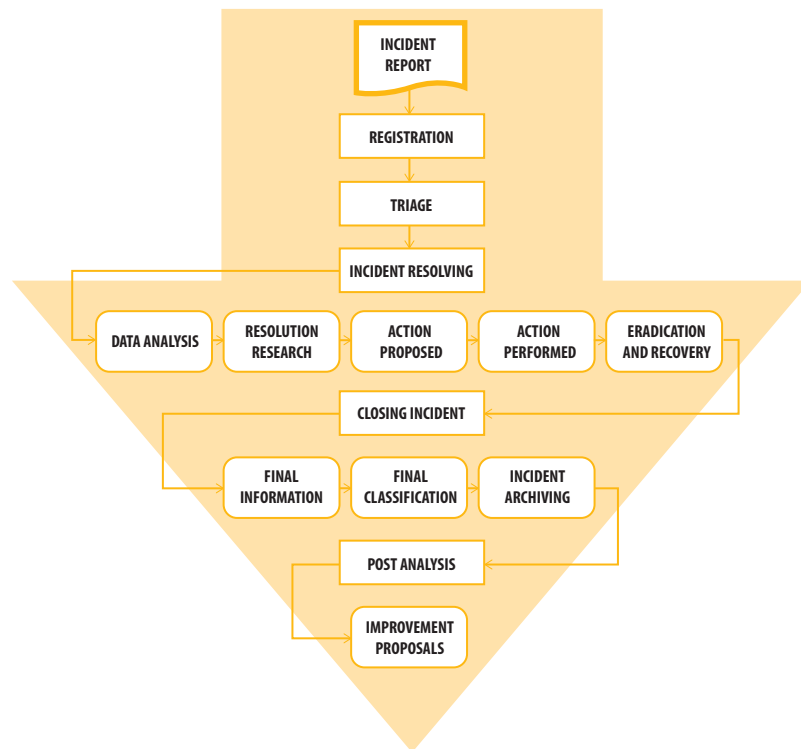 INCIDENT
REPORT
REGISTRATION
TRIAGE
INCIDENT RESOLVING
DATA ANALYSIS
RESOLUTION
RESEARCH
ACTION
PROPOSED
ACTION
PERFORMED
ERADICATION
AND RECOVERY
CLOSING INCIDENT
FINAL
INFORMATION
FINAL
CLASSIFICATION
INCIDENT
ARCHIVING
POST ANALYSIS
IMPROVEMENT
PROPOSALS